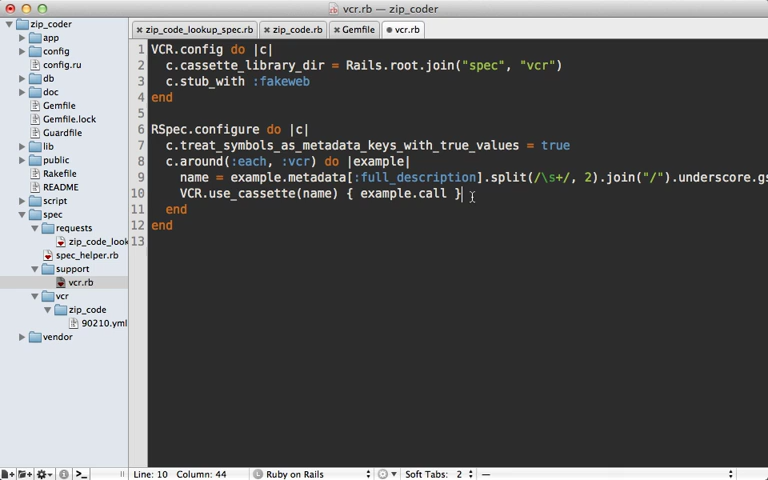 vcr.rb — zip_coder
zip_coder
app
config
config.ru
db
doc
Gemfile
Gemfile.lock
Guardfile
lib
public
Rakefile
README
script
spec
requests
zip_code_look
spec_helper.rb
support
vcr.rb
vcr
zip_code
90210.yml
vendor
zip_code_lookup_spec.rb zip_code.rb Gemfile vcr.rb
1 VCR.config do |c|
2 c.cassette_library_dir = Rails.root.join("spec", "vcr")
3 c.stub_with :fakeweb
4 end
5
6 RSpec.configure do |c|
7 c.treat_symbols_as_metadata_keys_with_true_values = true
8 c.around(:each, :vcr) do |example|
9 name = example.metadata[:full_description].split(/\s+/, 2).join("/").underscore.gs
10 VCR.use_cassette(name) { example.call }
11 end
12 end
13
Line: 10 Column: 44 Ruby on Rails Soft Tabs: 2 —